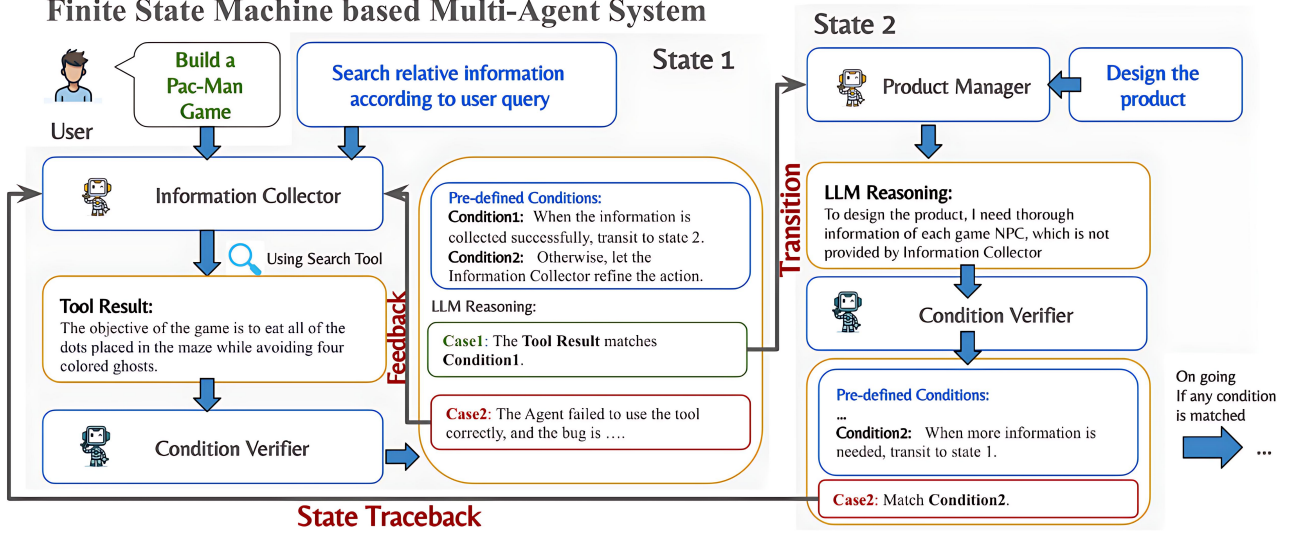 Finite State Machine based Multi-Agent System
User
Build a
Pac-Man
Game
Search relative information
according to user query
State 1
Information Collector
Using Search Tool
Tool Result:
The objective of the game is to eat all of the
dots placed in the maze while avoiding four
colored ghosts.
Condition Verifier
Feedback
Pre-defined Conditions:
Condition1: When the information is
collected successfully, transit to state 2.
Condition2: Otherwise, let the
Information Collector refine the action.
LLM Reasoning:
Case1: The Tool Result matches
Condition1.
Case2: The Agent failed to use the tool
correctly, and the bug is ….
Transition
State 2
Product Manager
Design the
product
LLM Reasoning:
To design the product, I need thorough
information of each game NPC, which is not
provided by Information Collector
Condition Verifier
Pre-defined Conditions:
...
Condition2: When more information is
needed, transit to state 1.
Case2: Match Condition2.
State Traceback
On going
If any condition
is matched
...